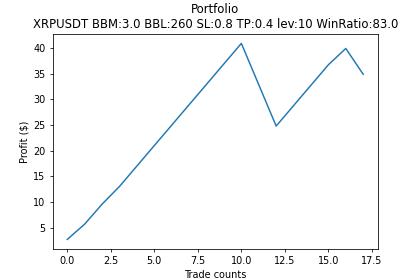 Portfolio
XRPUSDT BBM:3.0 BBL:260 SL:0.8 TP:0.4 lev:10 WinRatio:83.0
40
35
30
25
20
15
10
5
Profit ($)
0.0 2.5 5.0 7.5 10.0 12.5 15.0 17.5
Trade counts